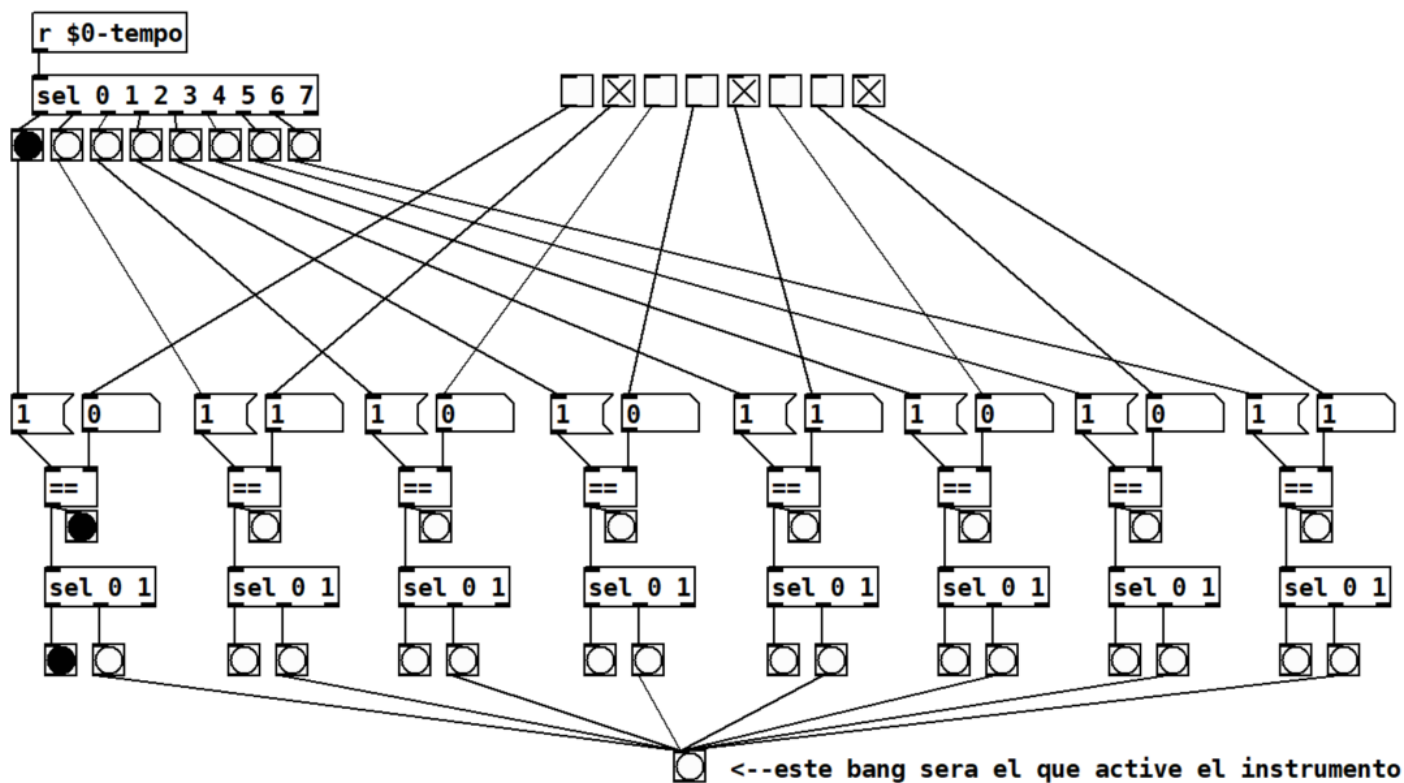 r $0-tempo
sel 0 1 2 3 4 5 6 7
1 0 1 1 1 0 1 0 1 1 1 0 1 0 1 1
== == == == == == == ==
sel 0 1 sel 0 1 sel 0 1 sel 0 1 sel 0 1 sel 0 1 sel 0 1 sel 0 1
<--este bang sera el que active el instrumento